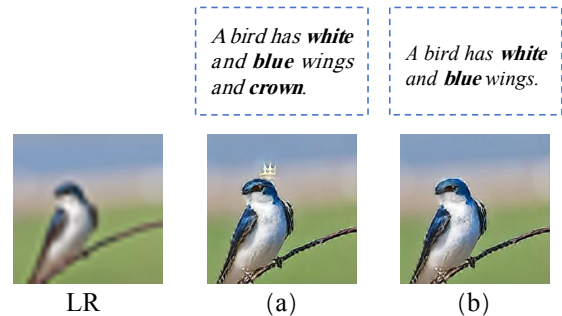 A bird has white
and blue wings
and crown.
A bird has white
and blue wings.
LR
(a)
(b)